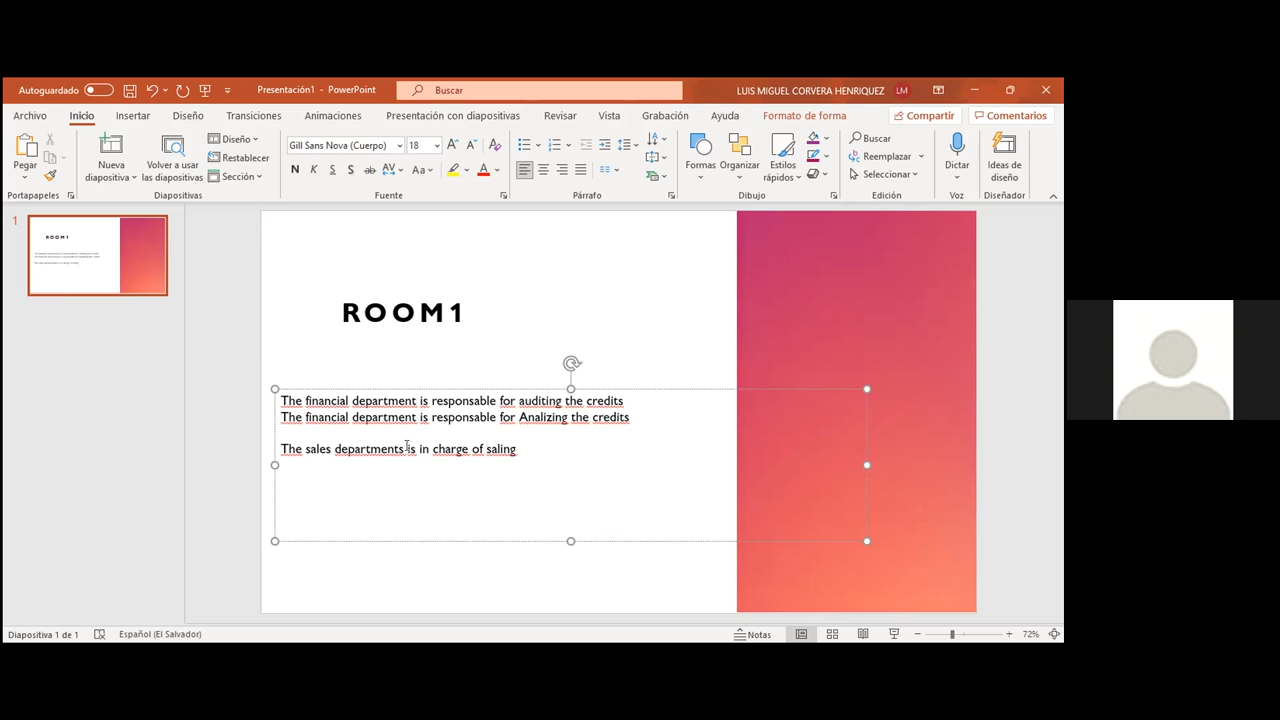 Autoguardado
Presentación1 - PowerPoint
Buscar
LUIS MIGUEL CORVERA HENRIQUEZ
LM
Archivo
Inicio
Insertar
Diseño
Transiciones
Animaciones
Presentación con diapositivas
Revisar
Vista
Grabación
Ayuda
Formato de forma
Compartir
Comentarios
Pegar
Portapapeles
Nueva diapositiva
Volver a usar las diapositivas
Diseño
Restablecer
Sección
Diapositivas
Gill Sans Nova (Cuerpo)
18
N K S S ab AV Aa A
Fuente
Párrafo
Formas
Organizar
Estilos rápidos
Dibujo
Buscar
Reemplazar
Seleccionar
Edición
Dictar
Voz
Ideas de diseño
Diseñador
1
ROOM1
ROOM1
The financial department is responsable for auditing the credits
The financial department is responsable for Analizing the credits
The sales departments is in charge of saling
Diapositiva 1 de 1
Español (El Salvador)
Notas
72%